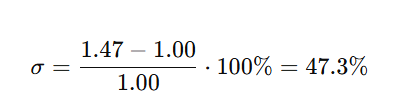 σ = (1.47 − 1.00) / 1.00 · 100% = 47.3%